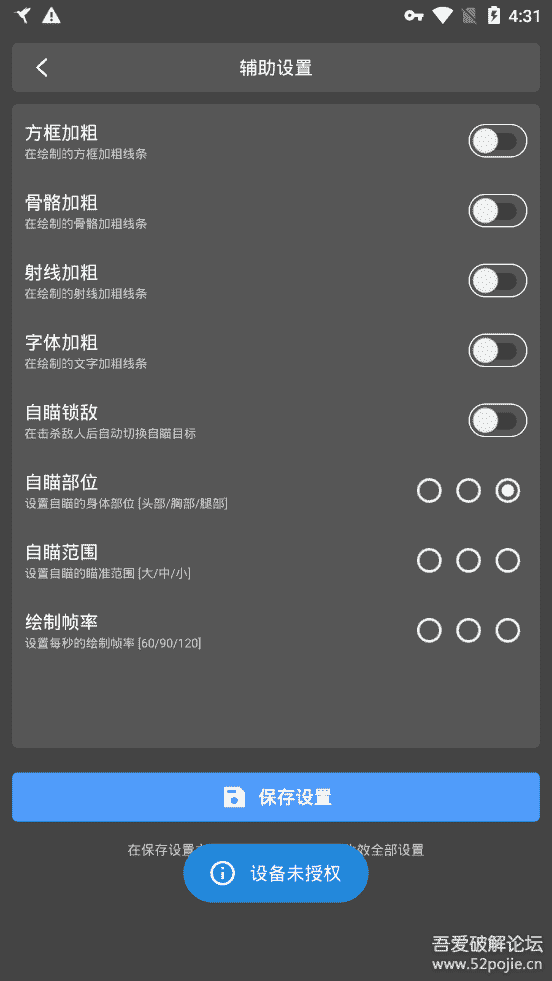 4:31
辅助设置
方框加粗
在绘制的方框加粗线条
骨骼加粗
在绘制的骨骼加粗线条
射线加粗
在绘制的射线加粗线条
字体加粗
在绘制的文字加粗线条
自瞄锁敌
在击杀敌人后自动切换自瞄目标
自瞄部位
设置自瞄的身体部位 [头部/胸部/腿部]
自瞄范围
设置自瞄的瞄准范围 [大/中/小]
绘制帧率
设置每秒的绘制帧率 [60/90/120]
保存设置
在保存设置
效全部设置
设备未授权
吾爱破解论坛
www.52pojie.cn